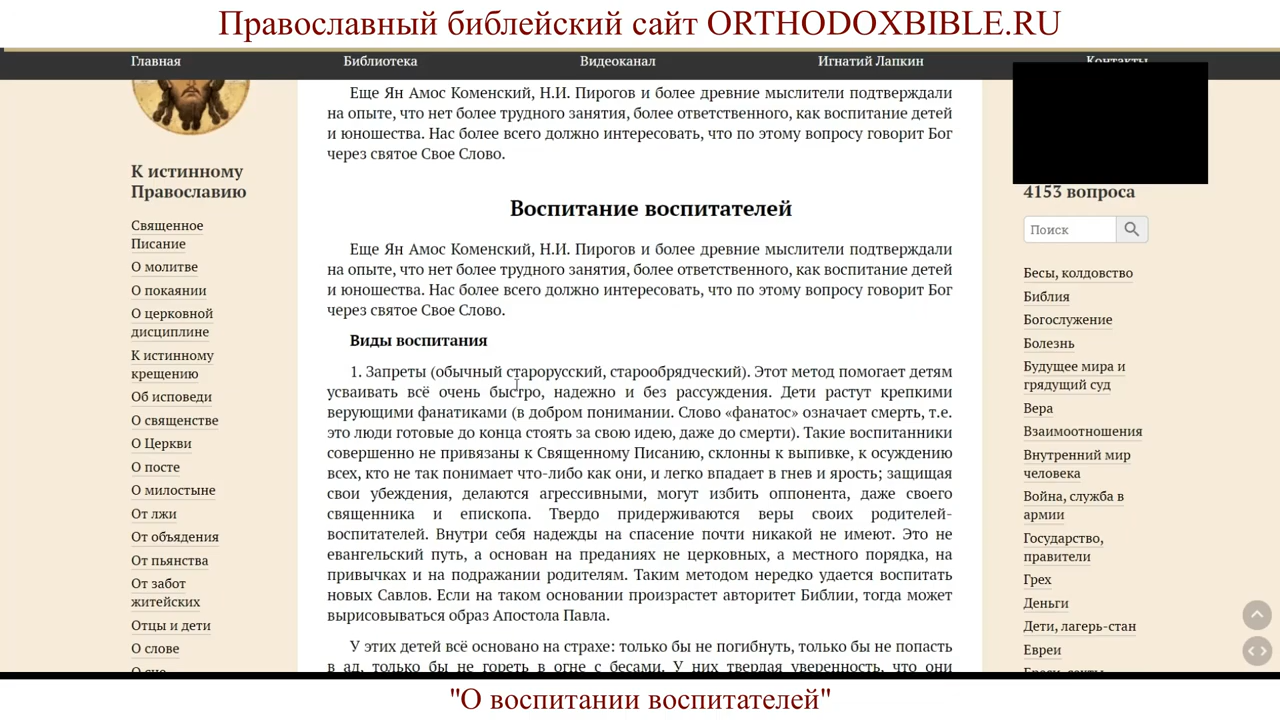 Православный библейский сайт ORTHODOXBIBLE.RU
Главная
Библиотека
Видеоканал
Игнатий Лапкин
Контакты
К истинному
Православию
Священное
Писание
О молитве
О покаянии
О церковной
дисциплине
К истинному
крещению
Об исповеди
О священстве
О Церкви
О посте
О милостыне
От лжи
От объядения
От пьянства
От забот
житейских
Отцы и дети
О слове
Еще Ян Амос Коменский, Н.И. Пирогов и более древние мыслители подтверждали
на опыте, что нет более трудного занятия, более ответственного, как воспитание детей
и юношества. Нас более всего должно интересовать, что по этому вопросу говорит Бог
через святое Свое Слово.
Воспитание воспитателей
Еще Ян Амос Коменский, Н.И. Пирогов и более древние мыслители подтверждали
на опыте, что нет более трудного занятия, более ответственного, как воспитание детей
и юношества. Нас более всего должно интересовать, что по этому вопросу говорит Бог
через святое Свое Слово.
Виды воспитания
1. Запреты (обычный старорусский, старообрядческий). Этот метод помогает детям
усваивать всё очень быстро, надежно и без рассуждения. Дети растут крепкими
верующими фанатиками (в добром понимании. Слово «фанатос» означает смерть, т.е.
это люди готовые до конца стоять за свою идею, даже до смерти). Такие воспитанники
совершенно не привязаны к Священному Писанию, склонны к выпивке, к осуждению
всех, кто не так понимает что-либо как они, и легко впадает в гнев и ярость; защищая
свои убеждения, делаются агрессивными, могут избить оппонента, даже своего
священника и епископа. Твердо придерживаются веры своих родителей-
воспитателей. Внутри себя надежды на спасение почти никакой не имеют. Это не
евангельский путь, а основан на преданиях не церковных, а местного порядка, на
привычках и на подражании родителям. Таким методом нередко удается воспитать
новых Савлов. Если на таком основании произрастет авторитет Библии, тогда может
вырисовываться образ Апостола Павла.
У этих детей всё основано на страхе: только бы не погибнуть, только бы не попасть
в ад, только бы не гореть в огне с бесами. У них твердая уверенность, что они
4153 вопроса
Поиск
Бесы, колдовство
Библия
Богослужение
Болезнь
Будущее мира и
грядущий суд
Вера
Взаимоотношения
Внутренний мир
человека
Война, служба в
армии
Государство,
правители
Грех
Деньги
Дети, лагерь-стан
Евреи
"О воспитании воспитателей"